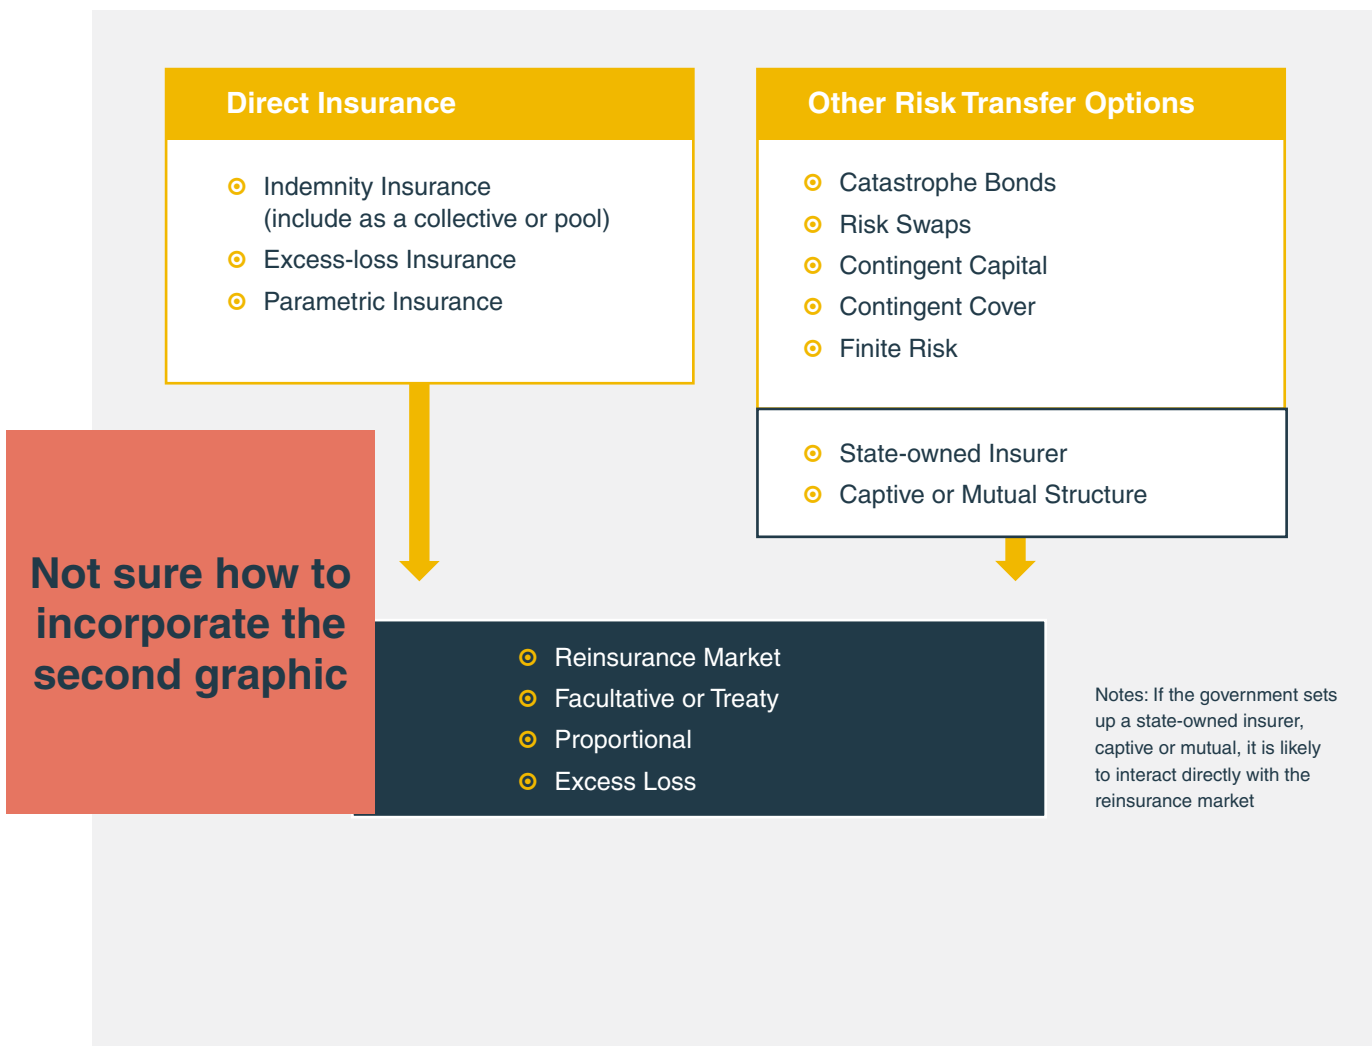 Direct Insurance
Indemnity Insurance
(include as a collective or pool)
Excess-loss Insurance
Parametric Insurance
Other Risk Transfer Options
Catastrophe Bonds
Risk Swaps
Contingent Capital
Contingent Cover
Finite Risk
State-owned Insurer
Captive or Mutual Structure
Not sure how to
incorporate the
second graphic
Reinsurance Market
Facultative or Treaty
Proportional
Excess Loss
Notes: If the government sets
up a state-owned insurer,
captive or mutual, it is likely
to interact directly with the
reinsurance market